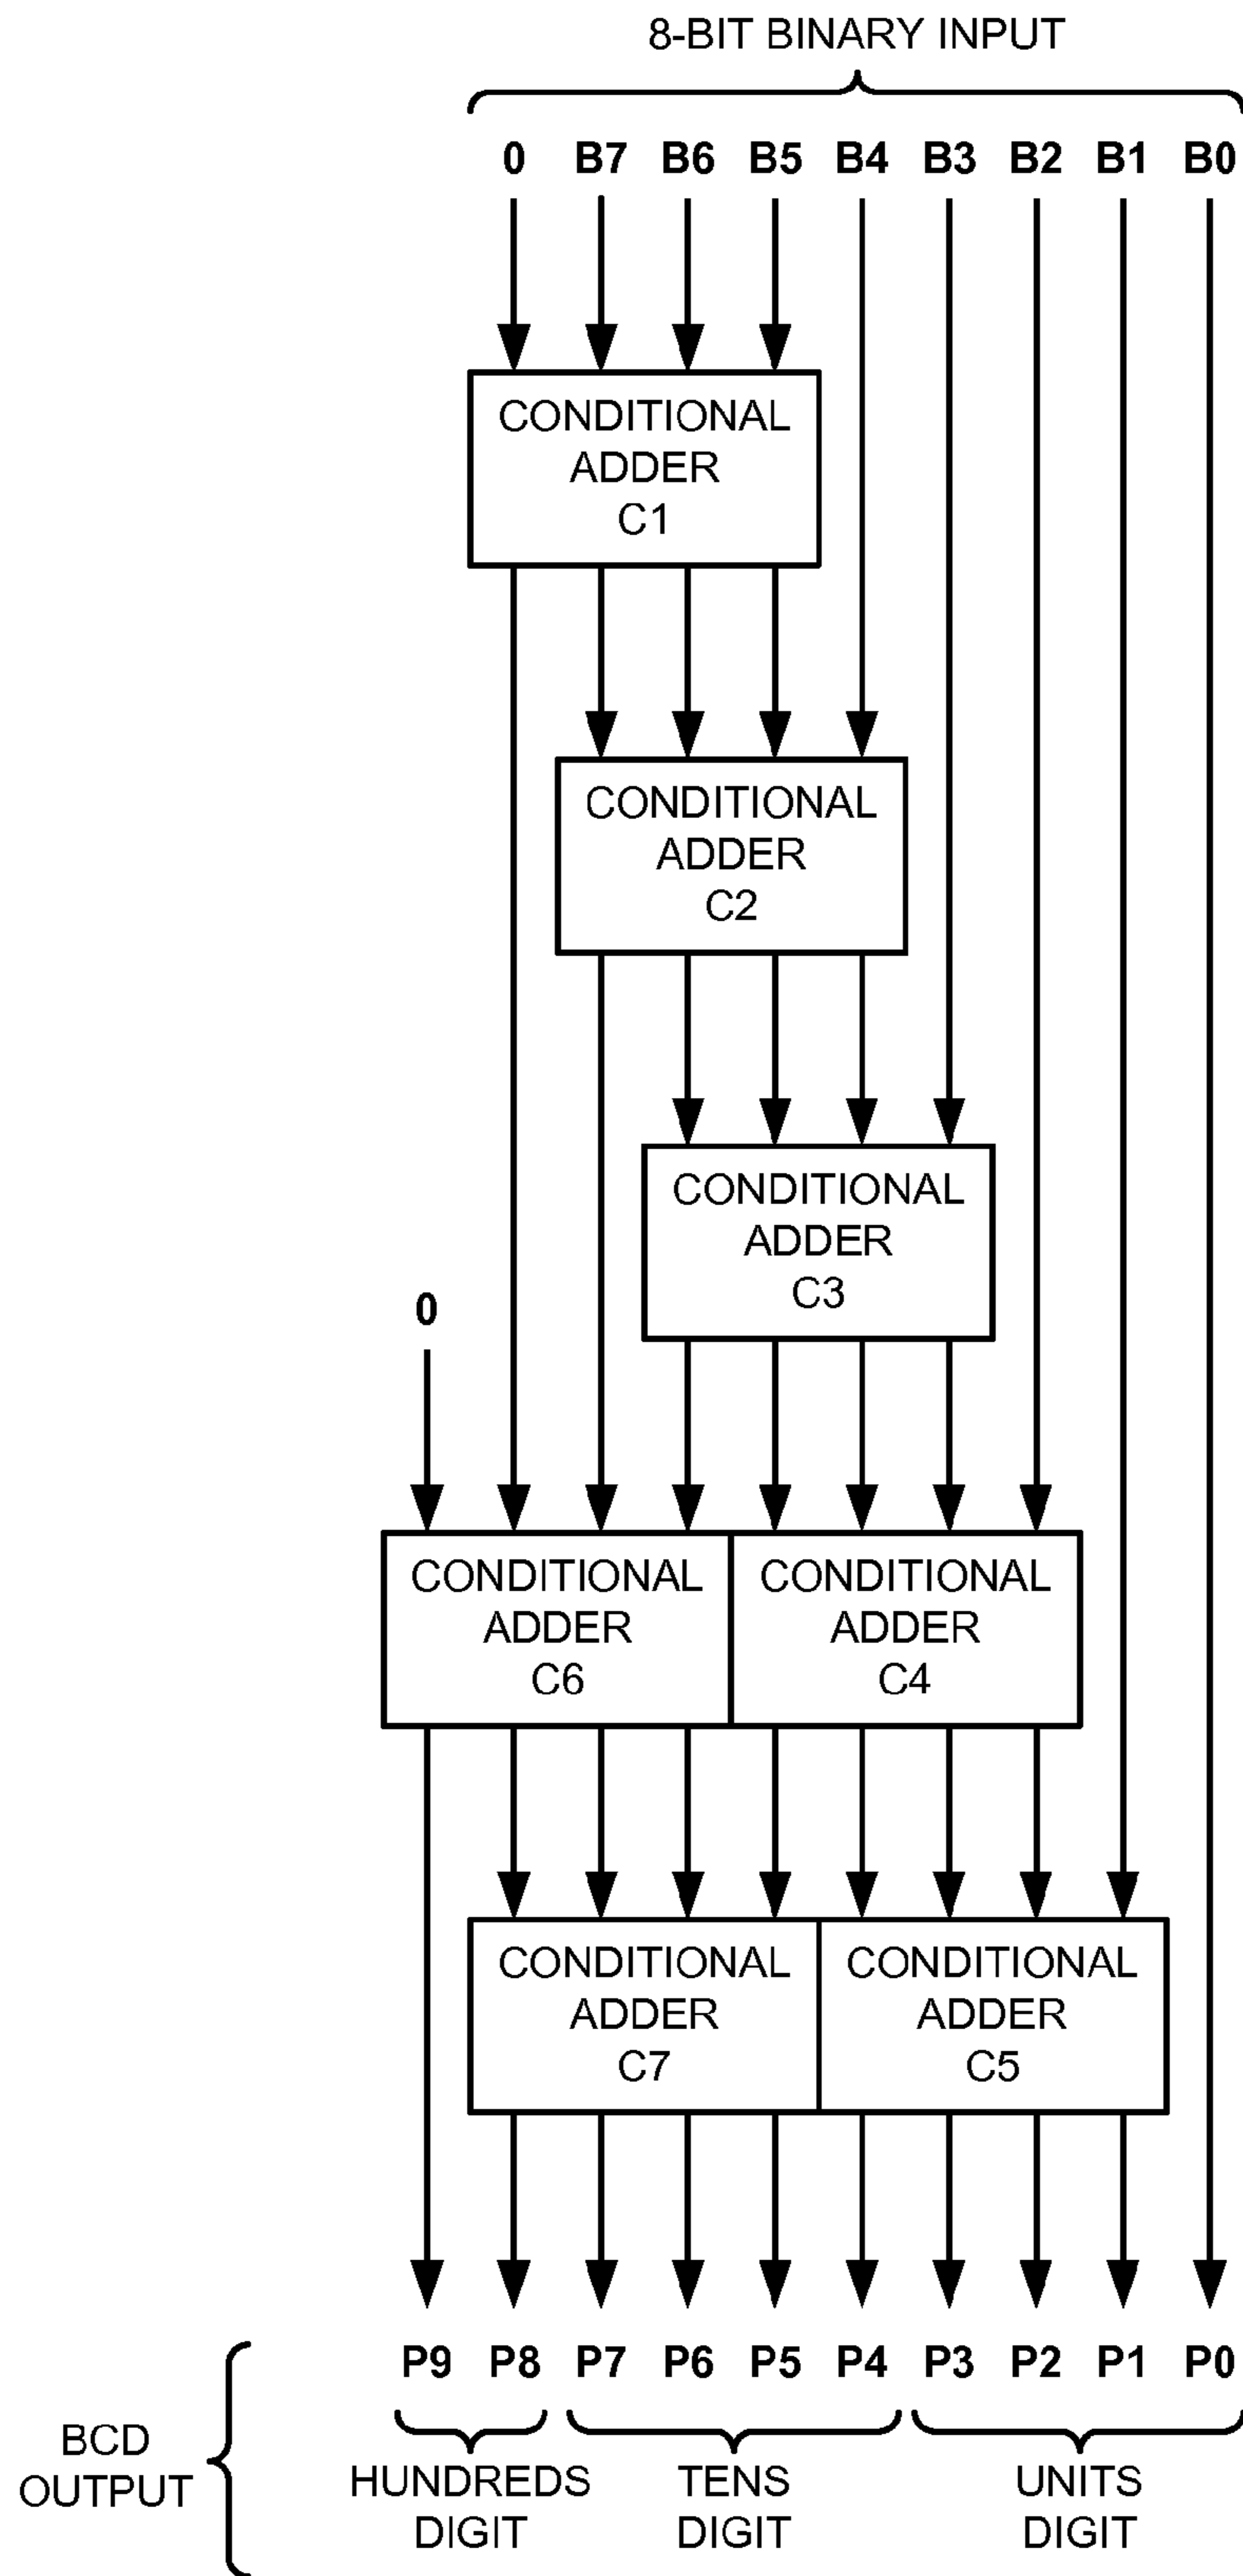 8-BIT BINARY INPUT
0 B7 B6 B5 B4 B3 B2 B1 B0
CONDITIONAL
ADDER
C1
CONDITIONAL
ADDER
C2
CONDITIONAL
ADDER
C3
0
CONDITIONAL
ADDER
C6
CONDITIONAL
ADDER
C4
CONDITIONAL
ADDER
C7
CONDITIONAL
ADDER
C5
P9 P8 P7 P6 P5 P4 P3 P2 P1 P0
BCD
OUTPUT
HUNDREDS
DIGIT
TENS
DIGIT
UNITS
DIGIT